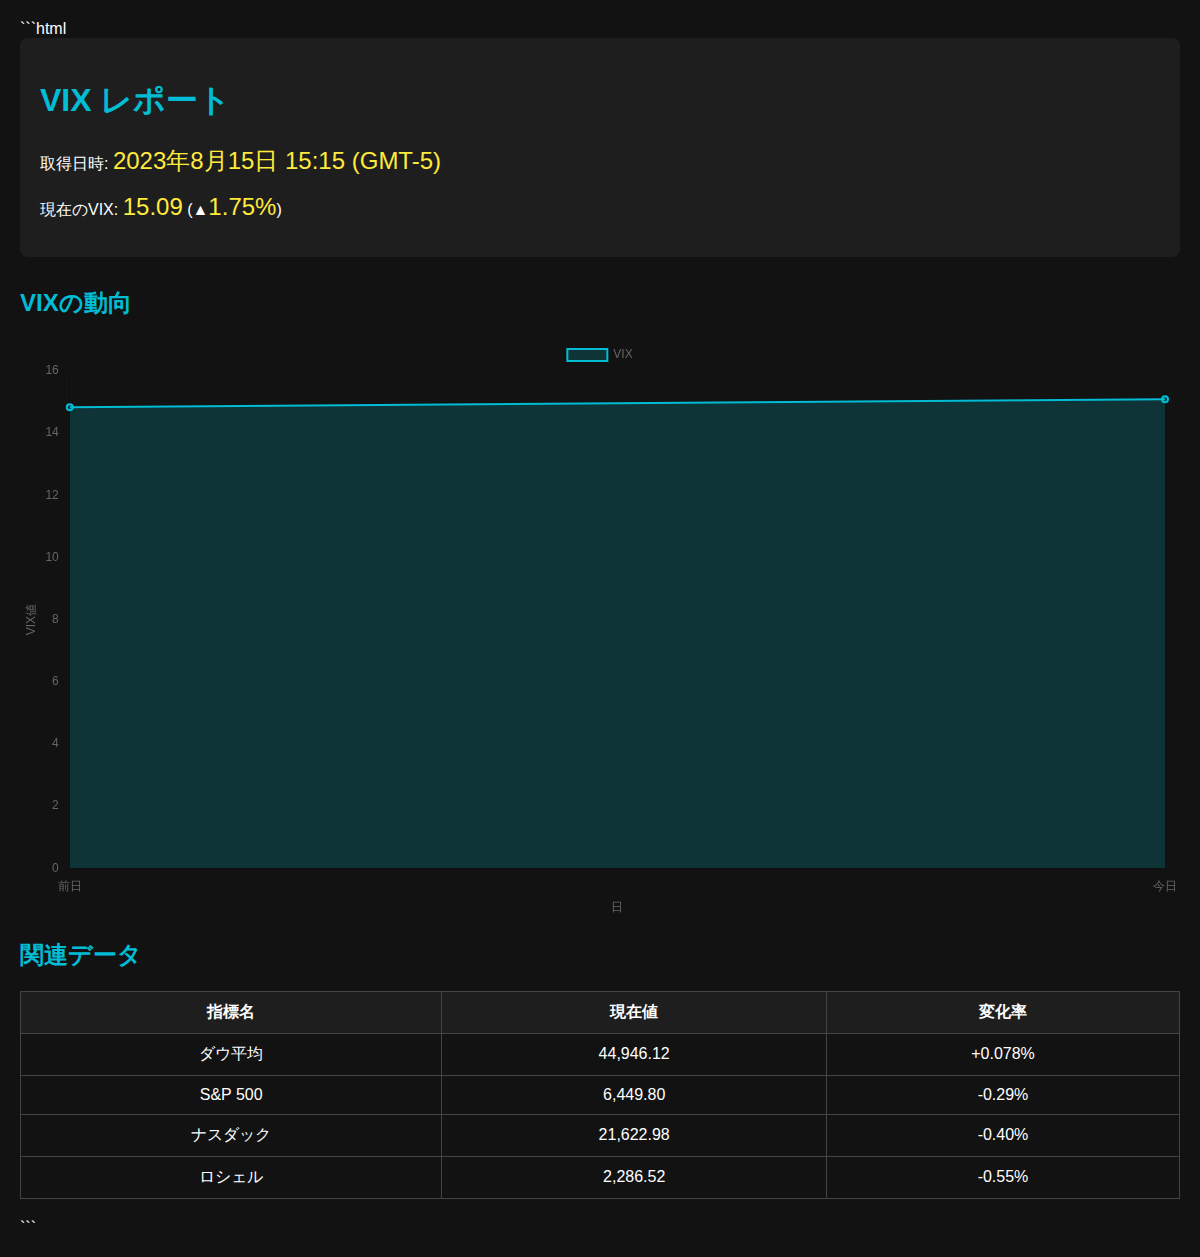 ```html
VIX レポート
取得日時: 2023年8月15日 15:15 (GMT-5)
現在のVIX: 15.09 (▲1.75%)
VIXの動向
VIX
16
14
12
10
8
6
4
2
0
VIX値
前日 今日
日
関連データ
指標名 現在値 変化率
ダウ平均 44,946.12 +0.078%
S&P 500 6,449.80 -0.29%
ナスダック 21,622.98 -0.40%
ロシェル 2,286.52 -0.55%
```